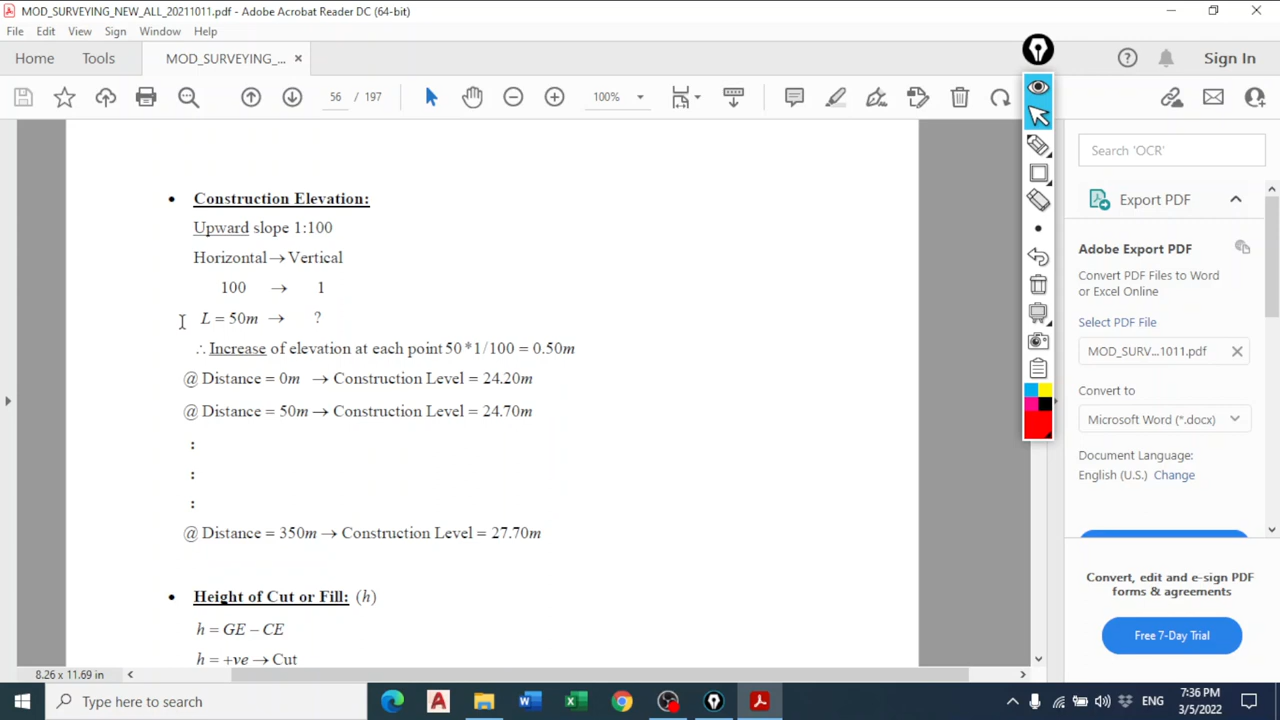 MOD_SURVEYING_NEW_ALL_20211011.pdf - Adobe Acrobat Reader DC (64-bit)
File Edit View Sign Window Help
Home Tools MOD_SURVEYING_... × Sign In
58 / 197 100%
• Construction Elevation:
Upward slope 1:100
Horizontal → Vertical
100 → 1
L = 50m → ?
∴ Increase of elevation at each point 50 * 1 / 100 = 0.50m
@ Distance = 0m → Construction Level = 24.20m
@ Distance = 50m → Construction Level = 24.70m
:
:
:
@ Distance = 350m → Construction Level = 27.70m
• Height of Cut or Fill: (h)
h = GE – CE
h = +ve → Cut
8.26 x 11.69 in
Search 'OCR'
Export PDF
Adobe Export PDF
Convert PDF Files to Word
or Excel Online
Select PDF File
MOD_SURV...1011.pdf
Convert to
Microsoft Word (*.docx)
Document Language:
English (U.S.) Change
Convert, edit and e-sign PDF
forms & agreements
Free 7-Day Trial
Type here to search
ENG
7:36 PM
3/5/2022